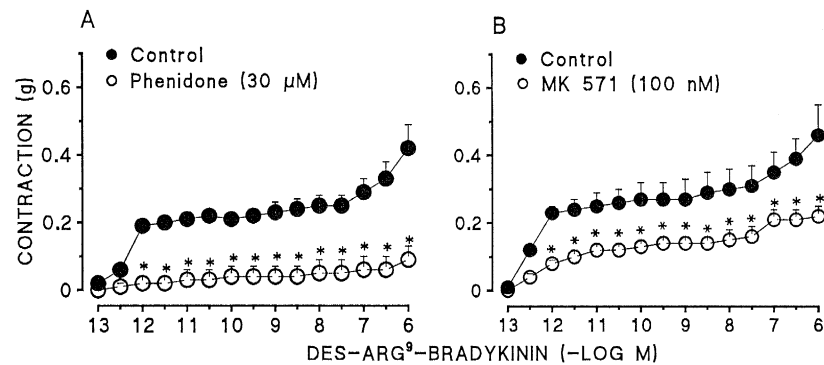 A
● Control
○ Phenidone (30 µM)
CONTRACTION (g)
0.6
0.4
0.2
0
* * * * * * * * * * * * *
13 12 11 10 9 8 7 6
B
● Control
○ MK 571 (100 nM)
0.6
0.4
0.2
0
* * * * * * * * * * * * *
13 12 11 10 9 8 7 6
DES-ARG⁹-BRADYKININ (-LOG M)